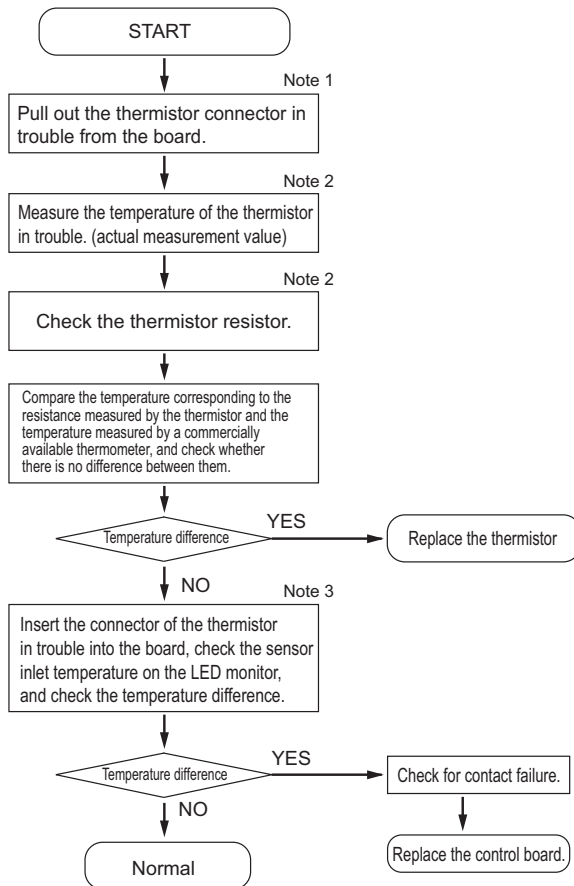 START
Note 1
Pull out the thermistor connector in
trouble from the board.
Note 2
Measure the temperature of the thermistor
in trouble. (actual measurement value)
Note 2
Check the thermistor resistor.
Compare the temperature corresponding to the
resistance measured by the thermistor and the
temperature measured by a commercially
available thermometer, and check whether
there is no difference between them.
Temperature difference
YES
Replace the thermistor
NO
Note 3
Insert the connector of the thermistor
in trouble into the board, check the sensor
inlet temperature on the LED monitor,
and check the temperature difference.
Temperature difference
YES
Check for contact failure.
NO
Replace the control board.
Normal